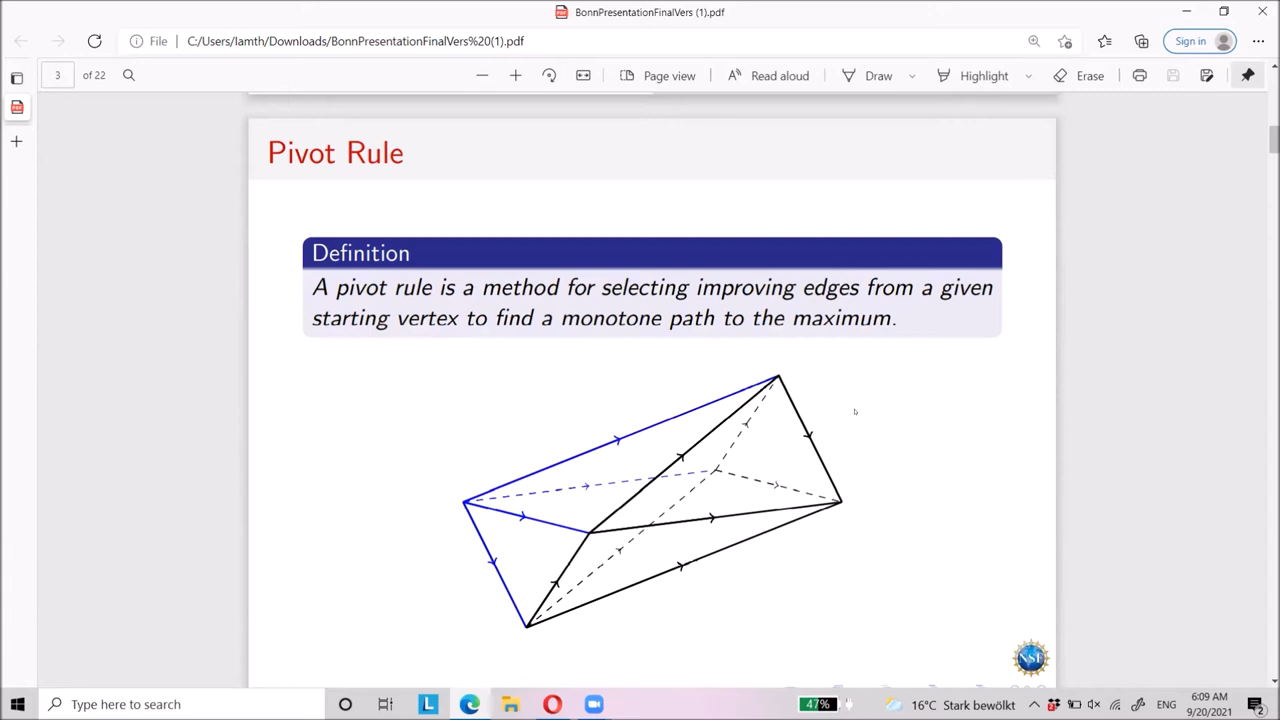 BonnPresentationFinalVers (1).pdf
File C:/Users/Iamth/Downloads/BonnPresentationFinalVers%20(1).pdf
Sign in
3 of 22
Page view
Read aloud
Draw
Highlight
Erase
Pivot Rule
Definition
A pivot rule is a method for selecting improving edges from a given
starting vertex to find a monotone path to the maximum.
NSF
Type here to search
L
47%
16°C Stark bewölkt
ENG
6:09 AM
9/20/2021
2